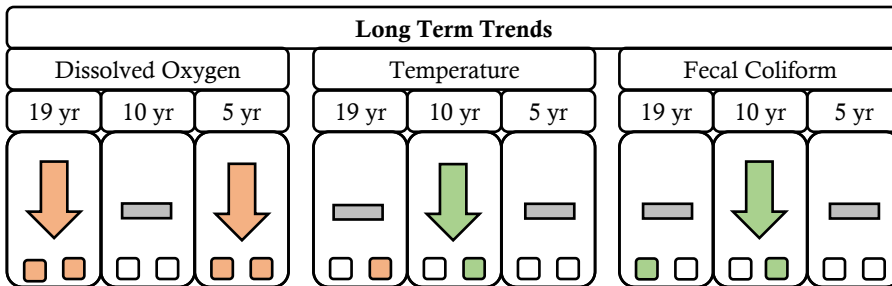 Long Term Trends
Dissolved Oxygen Temperature Fecal Coliform
19 yr 10 yr 5 yr 19 yr 10 yr 5 yr 19 yr 10 yr 5 yr